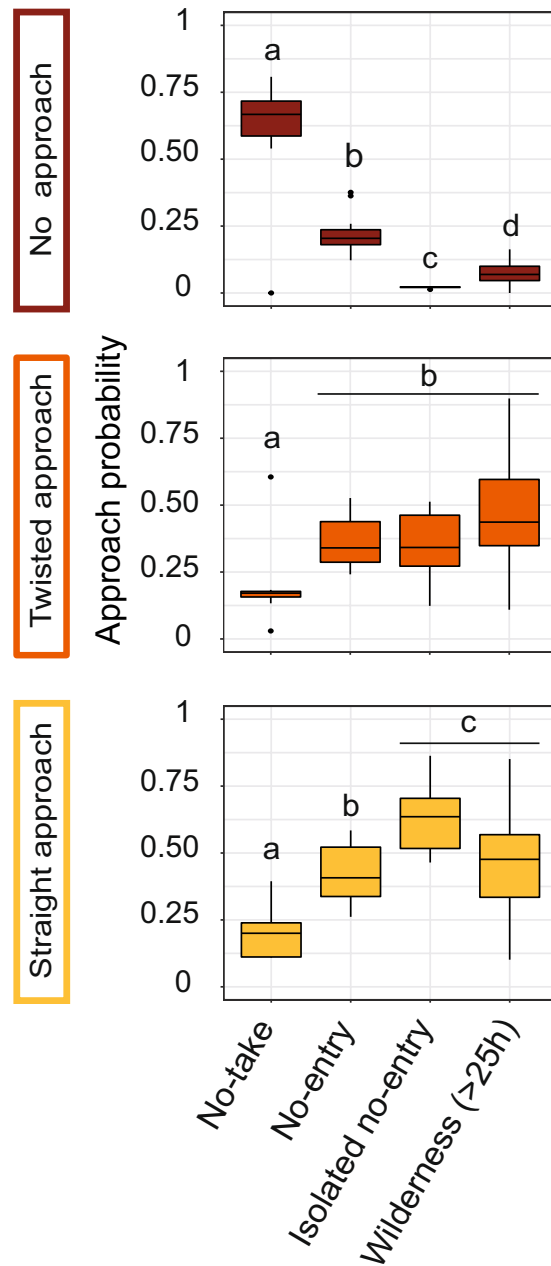 No approach
a
b
c
d
1
0.75
0.50
0.25
0
Approach probability
Twisted approach
a
b
1
0.75
0.50
0.25
0
Straight approach
a
b
c
1
0.75
0.50
0.25
0
No-take
No-entry
Isolated no-entry
Wilderness (>25h)